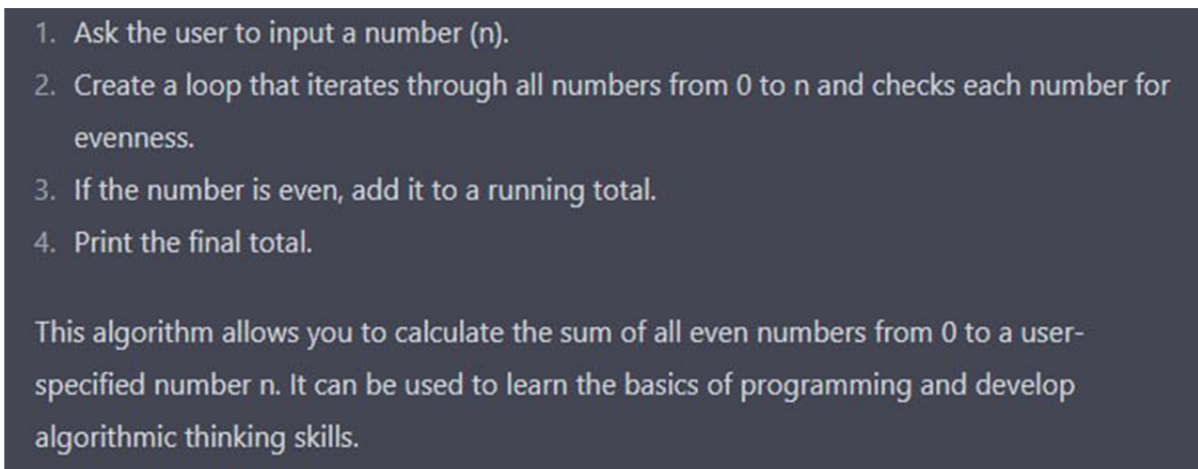 1. Ask the user to input a number (n).
2. Create a loop that iterates through all numbers from 0 to n and checks each number for
evenness.
3. If the number is even, add it to a running total.
4. Print the final total.
This algorithm allows you to calculate the sum of all even numbers from 0 to a user-
specified number n. It can be used to learn the basics of programming and develop
algorithmic thinking skills.